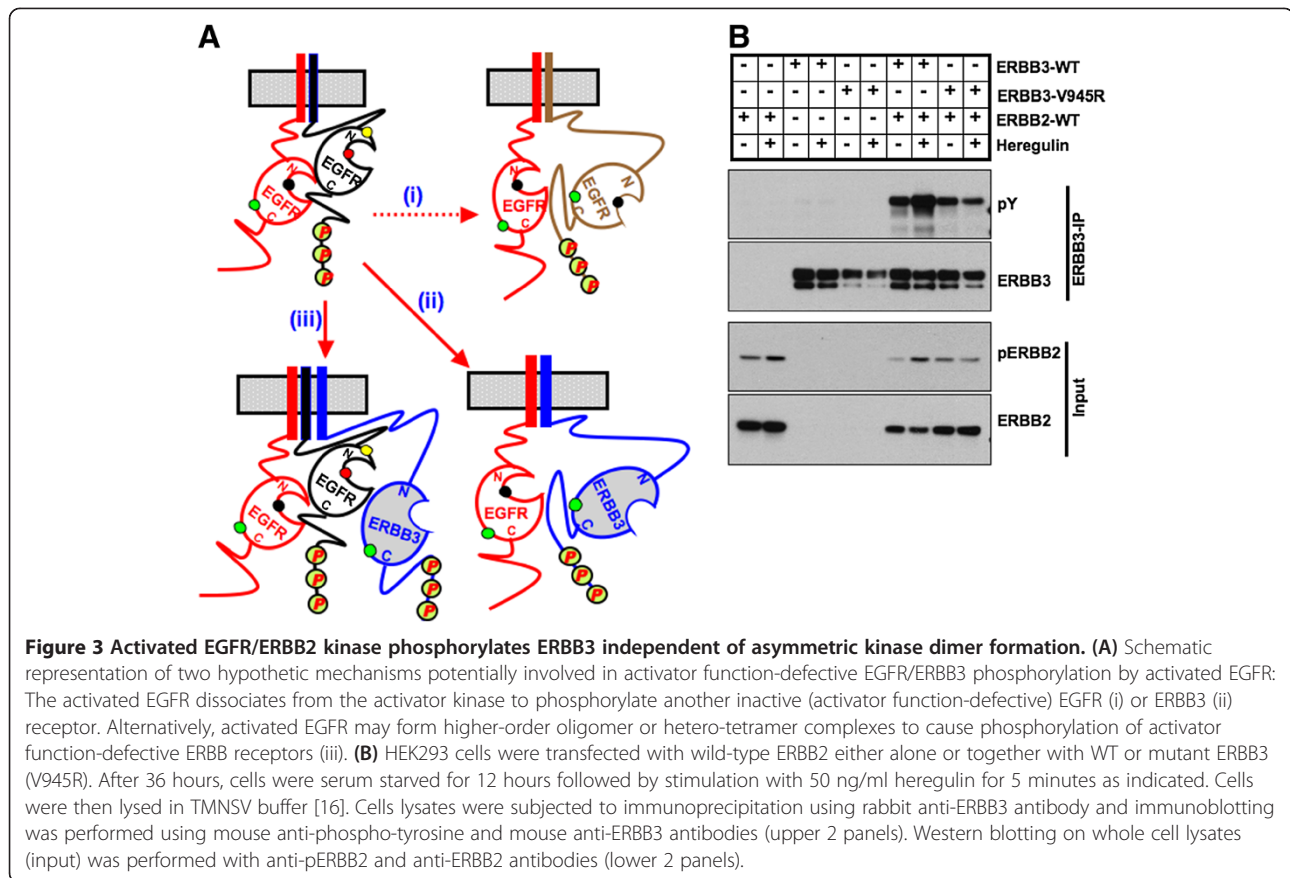 A
EGFR
N
C
EGFR
N
C
P
P
P
(i)
EGFR
N
C
EGFR
N
C
P
P
P
(ii)
(iii)
EGFR
N
C
EGFR
N
C
ERBB3
N
C
P
P
P
P
P
P
EGFR
N
C
ERBB3
N
C
P
P
P
B
- - + + - - + + - - ERBB3-WT
- - - - + + - - + + ERBB3-V945R
+ + - - - - + + + + ERBB2-WT
- + - + - + - + - + Heregulin
pY
ERBB3
ERBB3-IP
pERBB2
ERBB2
Input
Figure 3 Activated EGFR/ERBB2 kinase phosphorylates ERBB3 independent of asymmetric kinase dimer formation. (A) Schematic
representation of two hypothetic mechanisms potentially involved in activator function-defective EGFR/ERBB3 phosphorylation by activated EGFR:
The activated EGFR dissociates from the activator kinase to phosphorylate another inactive (activator function-defective) EGFR (i) or ERBB3 (ii)
receptor. Alternatively, activated EGFR may form higher-order oligomer or hetero-tetramer complexes to cause phosphorylation of activator
function-defective ERBB receptors (iii). (B) HEK293 cells were transfected with wild-type ERBB2 either alone or together with WT or mutant ERBB3
(V945R). After 36 hours, cells were serum starved for 12 hours followed by stimulation with 50 ng/ml heregulin for 5 minutes as indicated. Cells
were then lysed in TMNSV buffer [16]. Cells lysates were subjected to immunoprecipitation using rabbit anti-ERBB3 antibody and immunoblotting
was performed using mouse anti-phospho-tyrosine and mouse anti-ERBB3 antibodies (upper 2 panels). Western blotting on whole cell lysates
(input) was performed with anti-pERBB2 and anti-ERBB2 antibodies (lower 2 panels).